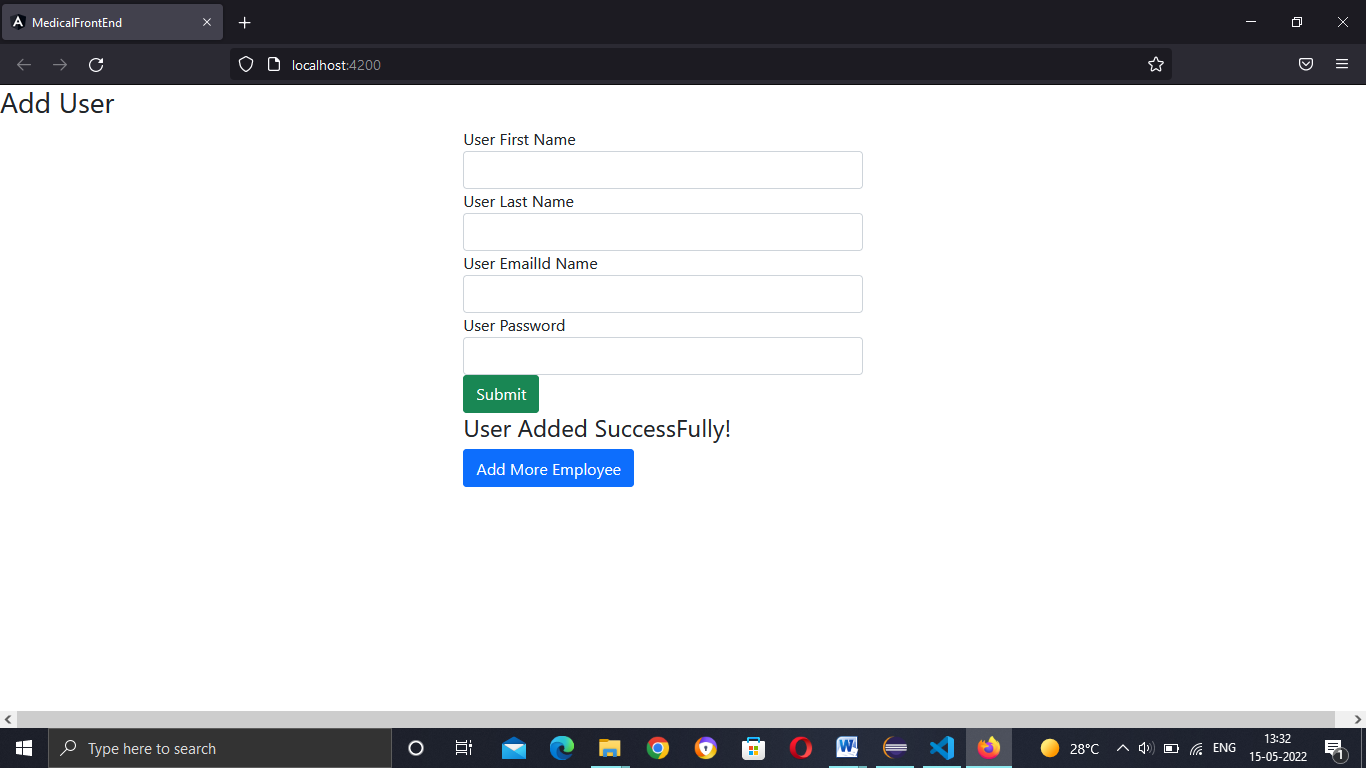 MedicalFrontEnd
localhost:4200
Add User
User First Name
User Last Name
User EmailId Name
User Password
Submit
User Added SuccessFully!
Add More Employee
Type here to search
28°C
ENG
13:32
15-05-2022
1